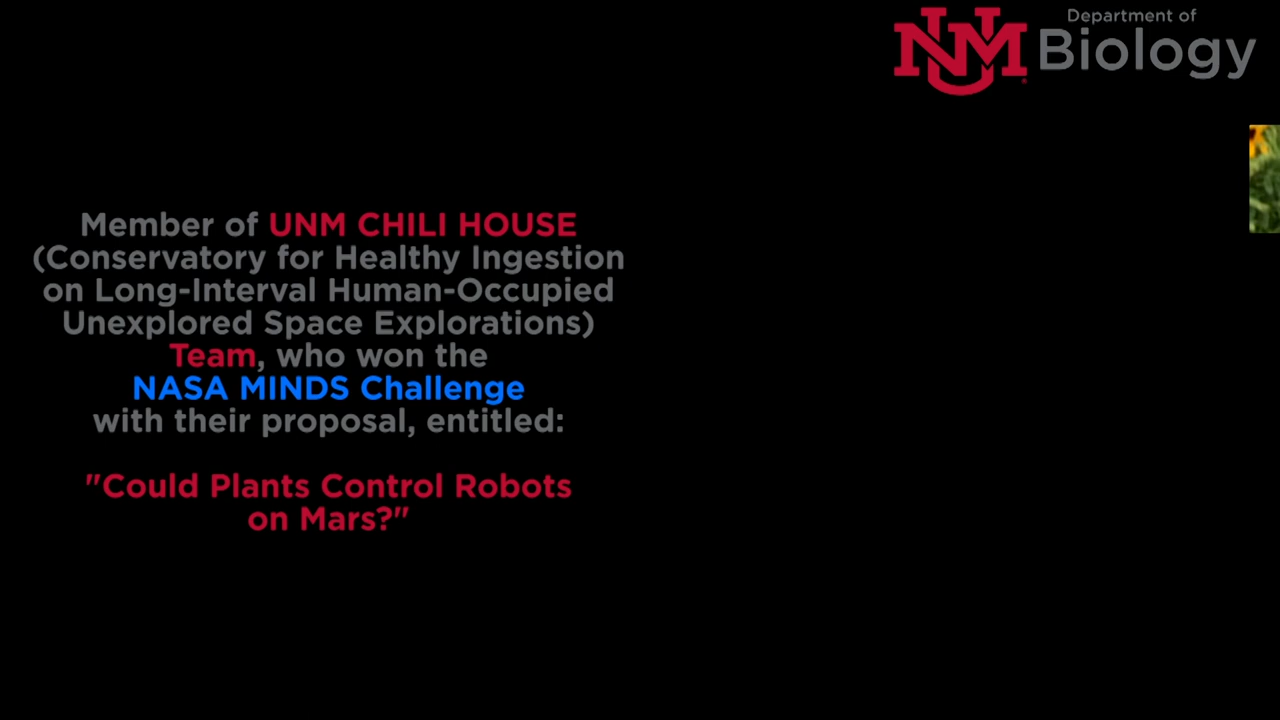 UNM Department of
Biology
Member of UNM CHILI HOUSE
(Conservatory for Healthy Ingestion
on Long-Interval Human-Occupied
Unexplored Space Explorations)
Team, who won the
NASA MINDS Challenge
with their proposal, entitled:
"Could Plants Control Robots
on Mars?"